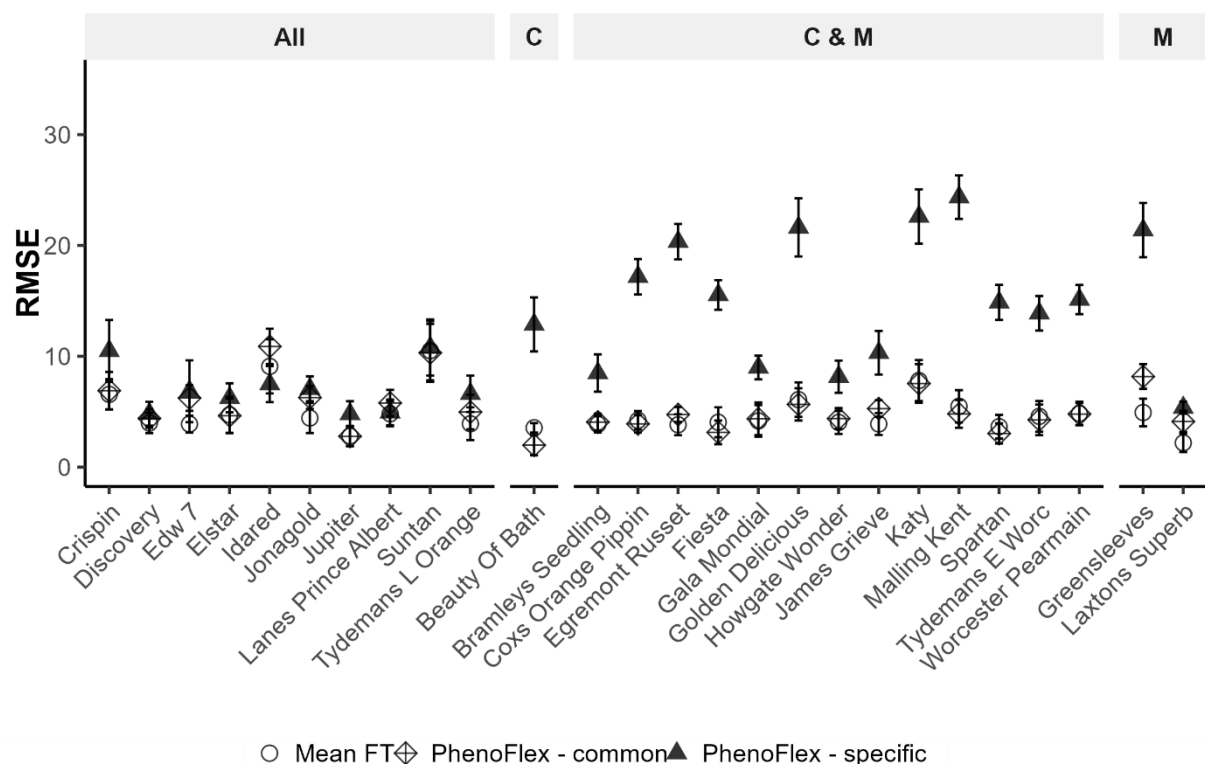 All C C & M M
RMSE
30
20
10
0
Crispin
Discovery
Edw 7
Elstar
Idared
Jonagold
Jupiter
Lanes Prince Albert
Suntan
Tydemans L Orange
Beauty Of Bath
Bramleys Seedling
Coxs Orange Pippin
Egremont Russet
Fiesta
Gala Mondial
Golden Delicious
Howgate Wonder
James Grieve
Katy
Malling Kent
Spartan
Tydemans E Worc
Worcester Pearmain
Greensleeves
Laxtons Superb
Mean FT PhenoFlex - common PhenoFlex - specific